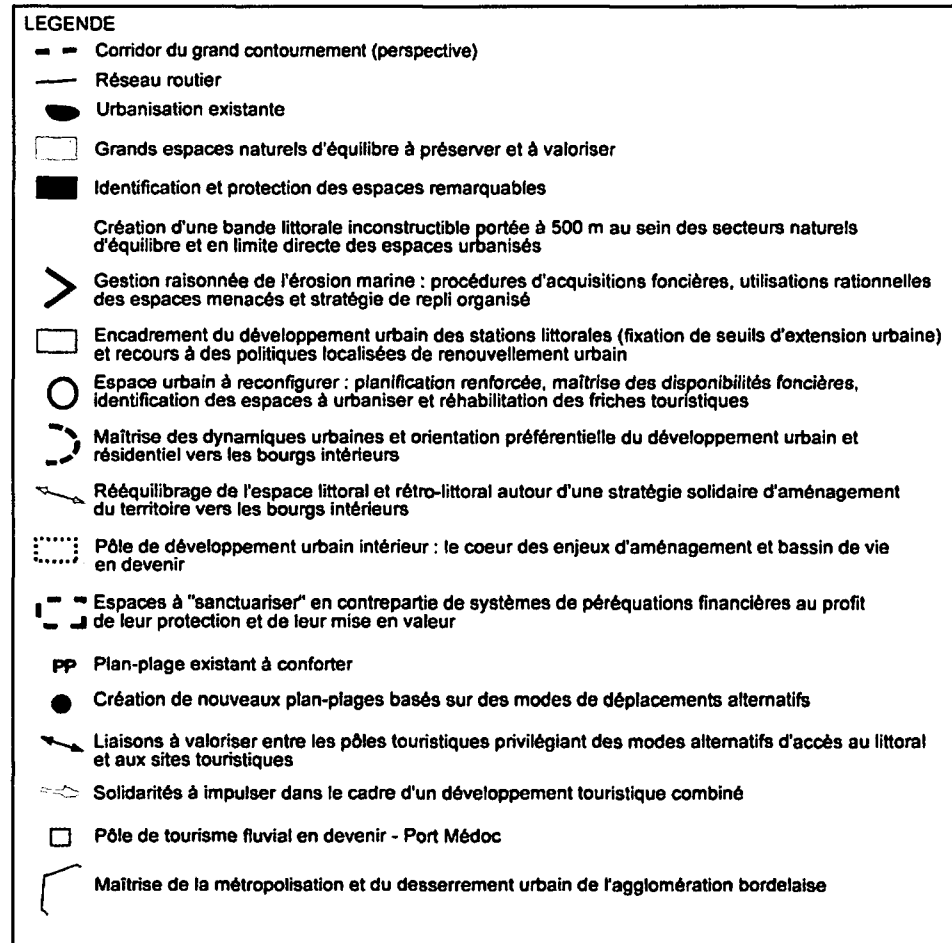 LEGENDE
Corridor du grand contournement (perspective)
Réseau routier
Urbanisation existante
Grands espaces naturels d'équilibre à préserver et à valoriser
Identification et protection des espaces remarquables
Création d'une bande littorale inconstructible portée à 500 m au sein des secteurs naturels
d'équilibre et en limite directe des espaces urbanisés
Gestion raisonnée de l'érosion marine : procédures d'acquisitions foncières, utilisations rationnelles
des espaces menacés et stratégie de repli organisé
Encadrement du développement urbain des stations littorales (fixation de seuils d'extension urbaine)
et recours à des politiques localisées de renouvellement urbain
Espace urbain à reconfigurer : planification renforcée, maîtrise des disponibilités foncières,
identification des espaces à urbaniser et réhabilitation des friches touristiques
Maîtrise des dynamiques urbaines et orientation préférentielle du développement urbain et
résidentiel vers les bourgs intérieurs
Rééquilibrage de l'espace littoral et rétro-littoral autour d'une stratégie solidaire d'aménagement
du territoire vers les bourgs intérieurs
Pôle de développement urbain intérieur : le coeur des enjeux d'aménagement et bassin de vie
en devenir
Espaces à "sanctuariser" en contrepartie de systèmes de péréquations financières au profit
de leur protection et de leur mise en valeur
PP Plan-plage existant à conforter
Création de nouveaux plan-plages basés sur des modes de déplacements alternatifs
Liaisons à valoriser entre les pôles touristiques privilégiant des modes alternatifs d'accès au littoral
et aux sites touristiques
Solidarités à impulser dans le cadre d'un développement touristique combiné
Pôle de tourisme fluvial en devenir - Port Médoc
Maîtrise de la métropolisation et du desserrement urbain de l'agglomération bordelaise